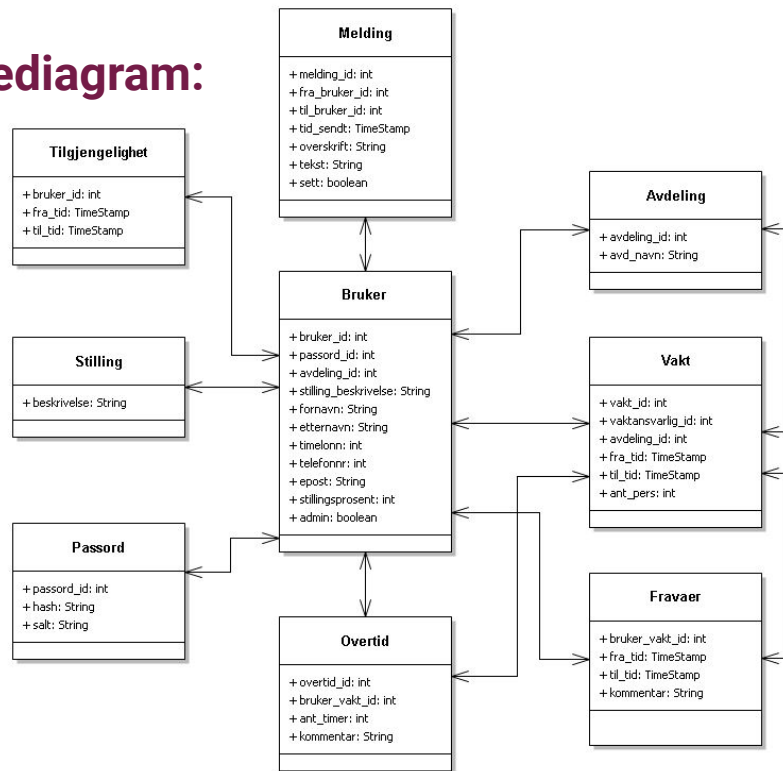 ediagram:
Melding
+ melding_id: int
+ fra_bruker_id: int
+ til_bruker_id: int
+ tid_sendt: TimeStamp
+ overskrift: String
+ tekst: String
+ sett: boolean
Tilgjengelighet
+ bruker_id: int
+ fra_tid: TimeStamp
+ til_tid: TimeStamp
Avdeling
+ avdeling_id: int
+ avd_navn: String
Bruker
+ bruker_id: int
+ passord_id: int
+ avdeling_id: int
+ stilling_beskrivelse: String
+ fornavn: String
+ etternavn: String
+ timelonn: int
+ telefonnr: int
+ epost: String
+ stillingsprosent: int
+ admin: boolean
Stilling
+ beskrivelse: String
Vakt
+ vakt_id: int
+ vaktansvarlig_id: int
+ avdeling_id: int
+ fra_tid: TimeStamp
+ til_tid: TimeStamp
+ ant_pers: int
Passord
+ passord_id: int
+ hash: String
+ salt: String
Overtid
+ overtid_id: int
+ bruker_vakt_id: int
+ ant_timer: int
+ kommentar: String
Fravaer
+ bruker_vakt_id: int
+ fra_tid: TimeStamp
+ til_tid: TimeStamp
+ kommentar: String